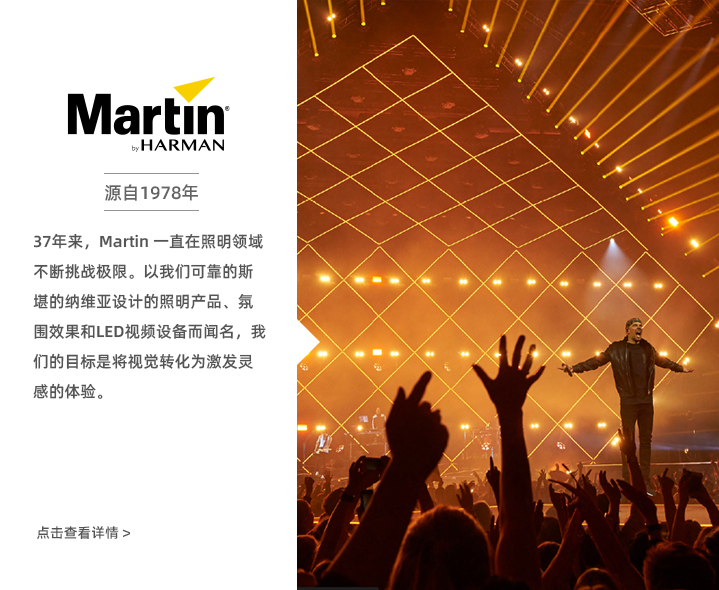 Martin®
by HARMAN
源自1978年
37年来，Martin 一直在照明领域
不断挑战极限。以我们可靠的斯
堪的纳维亚设计的照明产品、氛
围效果和LED视频设备而闻名，我
们的目标是将视觉转化为激发灵
感的体验。
点击查看详情 >